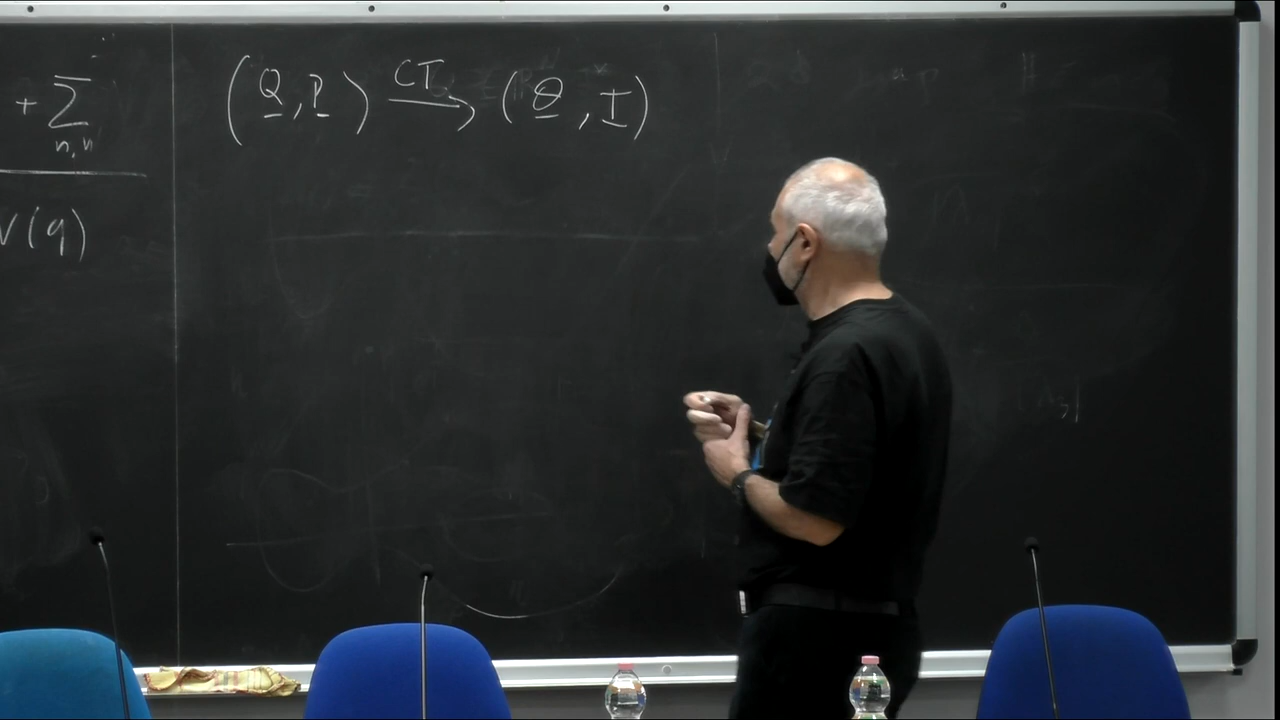 + Σ n,n
V(q)
(Q, P) CT→ (θ, I)